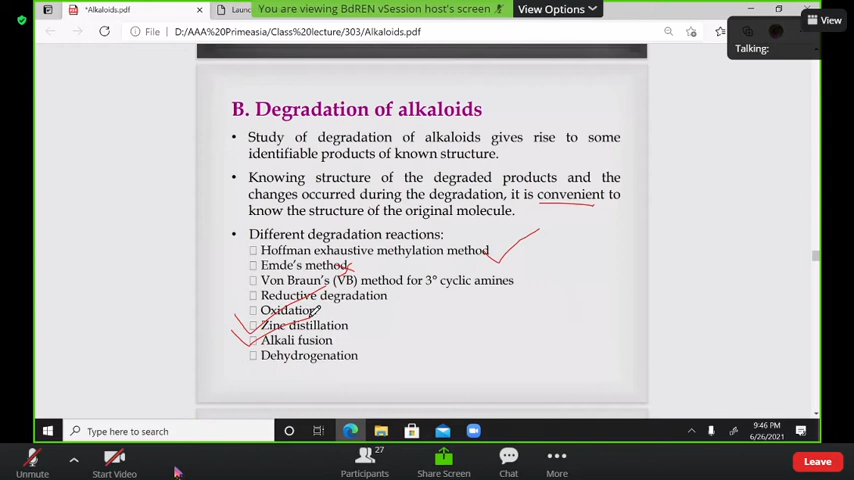 You are viewing BdREN vSession host's screen
View Options
View
*Alkaloids.pdf
Laun
File
D:/AAA Primeasia/Class%20lecture/303/Alkaloids.pdf
Talking:
B. Degradation of alkaloids
• Study of degradation of alkaloids gives rise to some
identifiable products of known structure.
• Knowing structure of the degraded products and the
changes occurred during the degradation, it is convenient to
know the structure of the original molecule.
• Different degradation reactions:
Hoffman exhaustive methylation method
Emde's method
Von Braun's (VB) method for 3° cyclic amines
Reductive degradation
Oxidation
Zinc distillation
Alkali fusion
Dehydrogenation
Type here to search
9:46 PM
6/26/2021
27
Unmute
Start Video
Participants
Share Screen
Chat
More
Leave